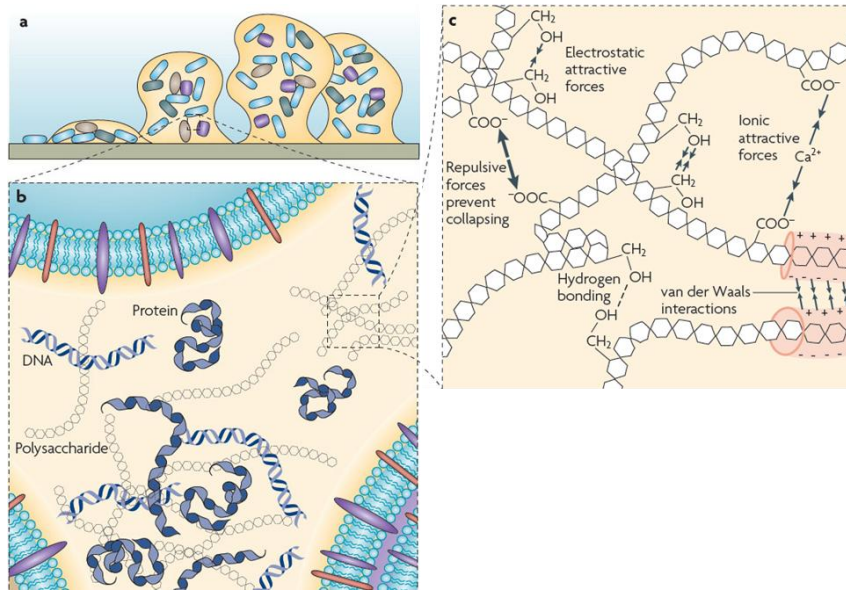 a
b
Protein
DNA
Polysaccharide
c
CH₂
OH
CH₂
OH
Electrostatic
attractive
forces
COO⁻
Repulsive
forces
prevent
collapsing
⁻OOC
CH₂
OH
CH₂
OH
COO⁻
Ionic
attractive
forces
Ca²⁺
COO⁻
CH₂
OH
Hydrogen
bonding
OH
CH₂
van der Waals
interactions
+ + + + +
- - - - -
+ +
- - - -